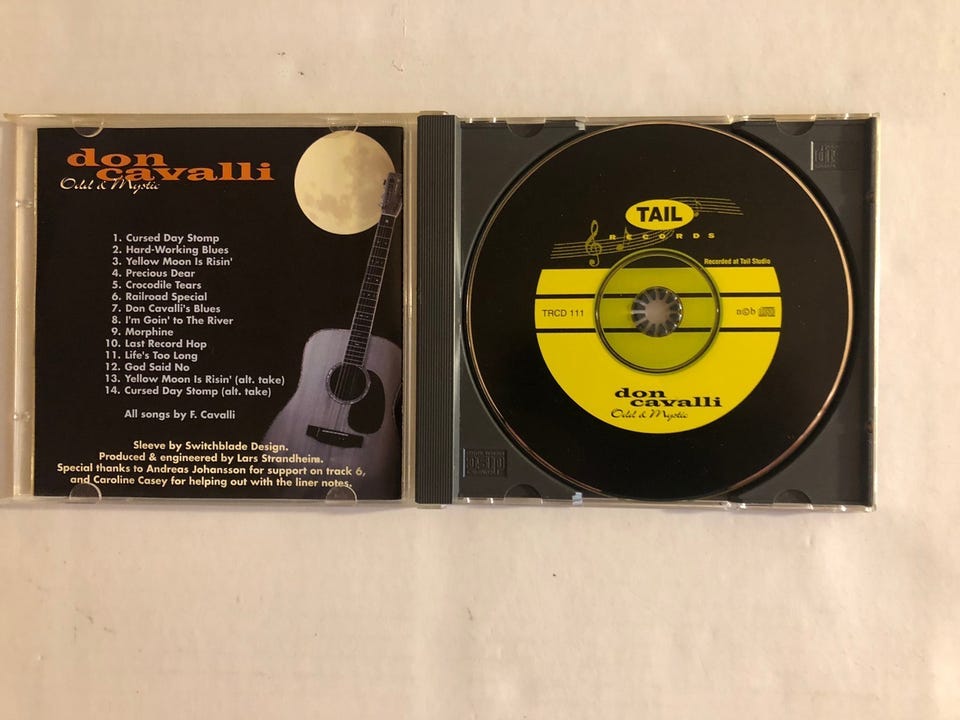 don
cavalli
Odd & Mystic
1. Cursed Day Stomp
2. Hard-Working Blues
3. Yellow Moon Is Risin'
4. Precious Dear
5. Crocodile Tears
6. Railroad Special
7. Don Cavalli's Blues
8. I'm Goin' to The River
9. Morphine
10. Last Record Hop
11. Life's Too Long
12. God Said No
13. Yellow Moon Is Risin' (alt. take)
14. Cursed Day Stomp (alt. take)
All songs by F. Cavalli
Sleeve by Switchblade Design.
Produced & engineered by Lars Strandheim.
Special thanks to Andreas Johansson for support on track 6,
and Caroline Casey for helping out with the liner notes.
TAIL
RECORDS
Recorded at Tail Studio
TRCD 111
n©b
don
cavalli
Odd & Mystic